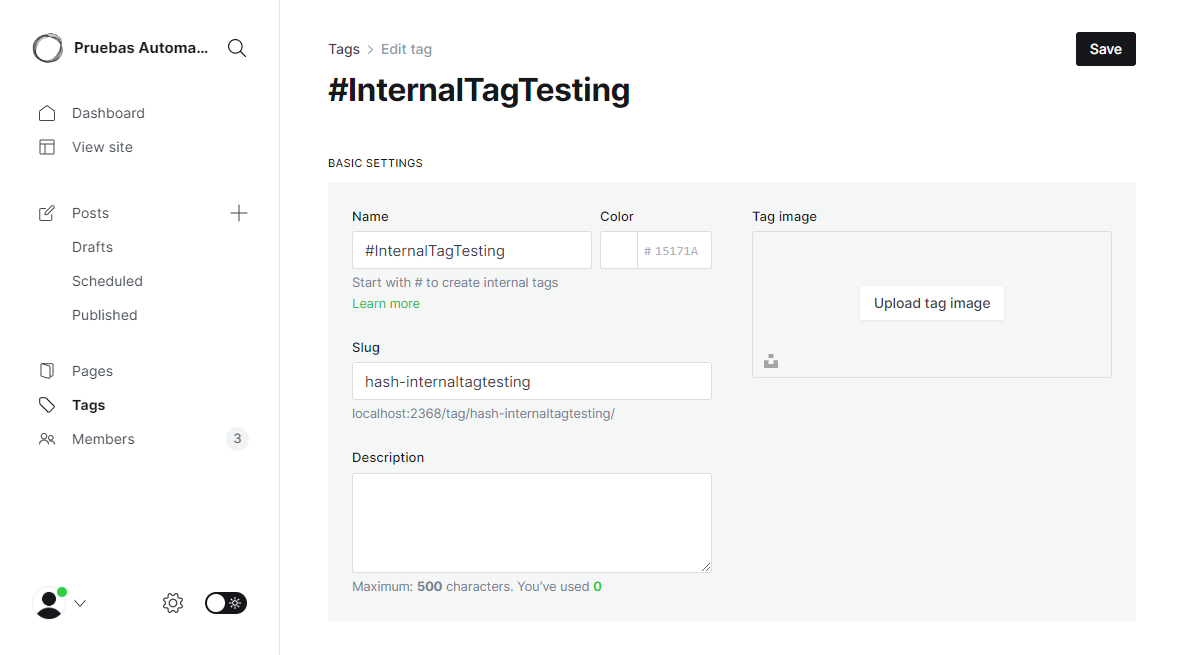 Pruebas Automa...
Dashboard
View site
Posts
Drafts
Scheduled
Published
Pages
Tags
Members 3
Tags > Edit tag
Save
#InternalTagTesting
BASIC SETTINGS
Name
#InternalTagTesting
Start with # to create internal tags
Learn more
Color
# 15171A
Slug
hash-internaltagtesting
localhost:2368/tag/hash-internaltagtesting/
Description
Maximum: 500 characters. You’ve used 0
Tag image
Upload tag image